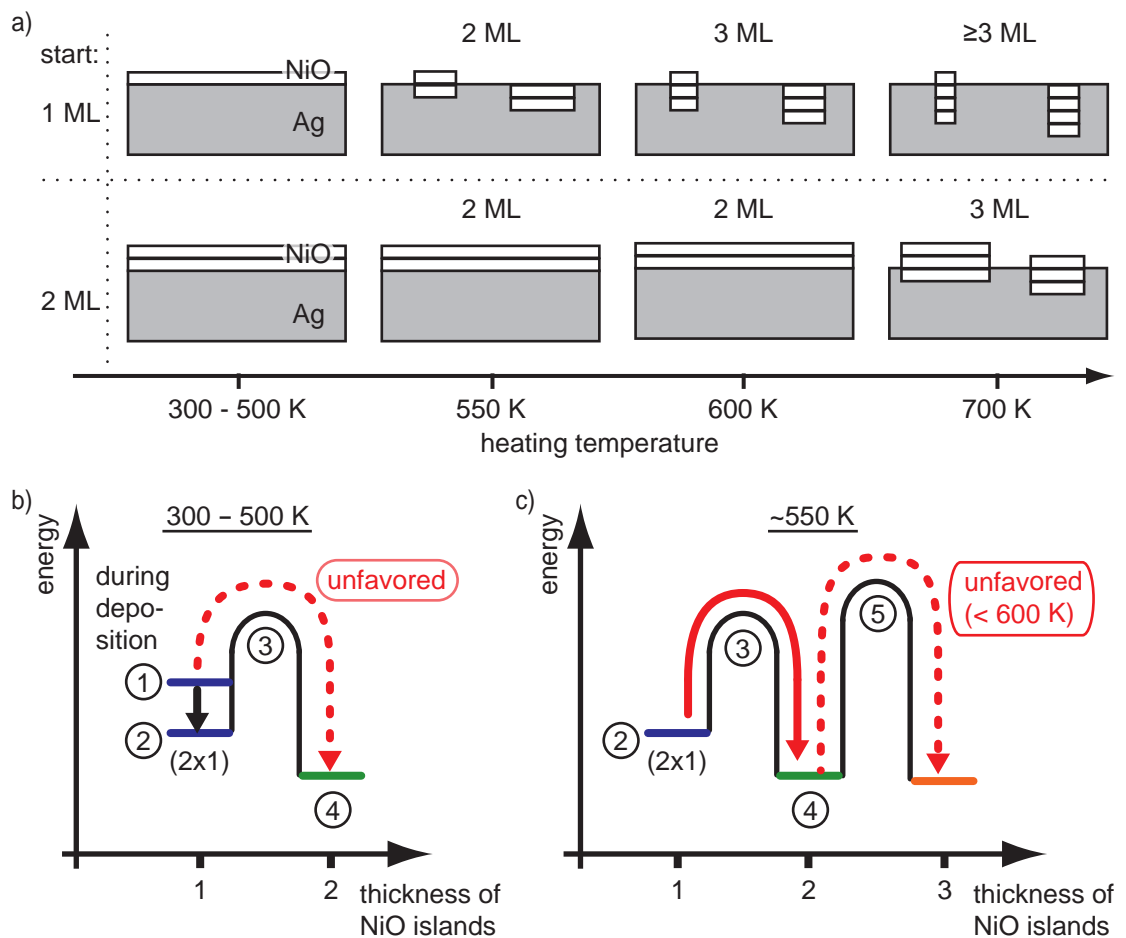 a)
start:
2 ML
3 ML
≥3 ML
NiO
1 ML
Ag
2 ML
2 ML
3 ML
NiO
2 ML
Ag
300 - 500 K
550 K
600 K
700 K
heating temperature
b)
300 – 500 K
energy
during
depo-
sition
unfavored
3
1
2
(2x1)
4
1
2
thickness of
NiO islands
c)
~550 K
energy
unfavored
(< 600 K)
5
3
2
(2x1)
4
1
2
3
thickness of
NiO islands